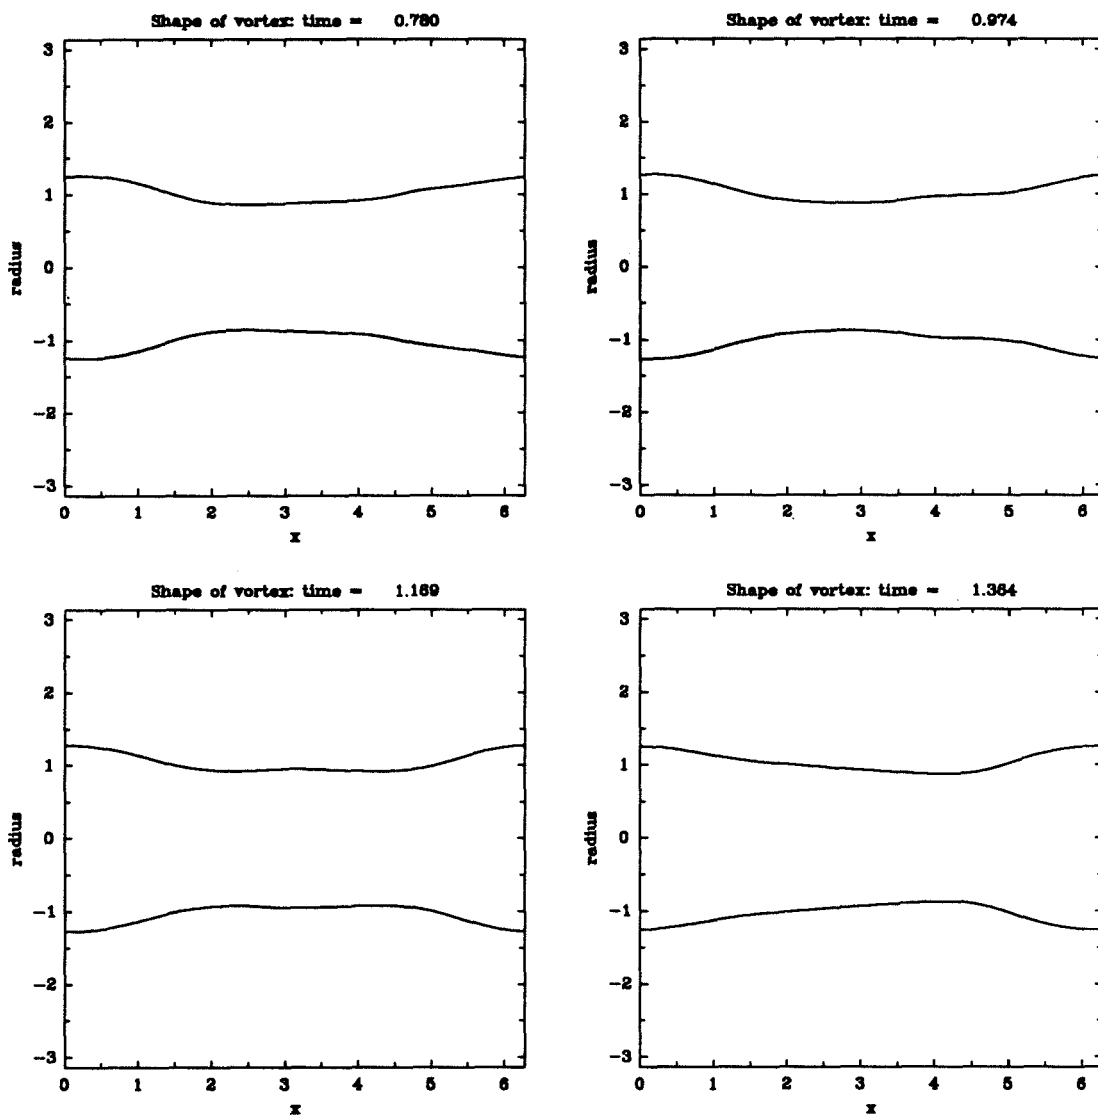 Shape of vortex: time = 0.780
3
2
1
0
-1
-2
-3
radius
0 1 2 3 4 5 6
x
Shape of vortex: time = 0.974
3
2
1
0
-1
-2
-3
radius
0 1 2 3 4 5 6
x
Shape of vortex: time = 1.169
3
2
1
0
-1
-2
-3
radius
0 1 2 3 4 5 6
x
Shape of vortex: time = 1.364
3
2
1
0
-1
-2
-3
radius
0 1 2 3 4 5 6
x